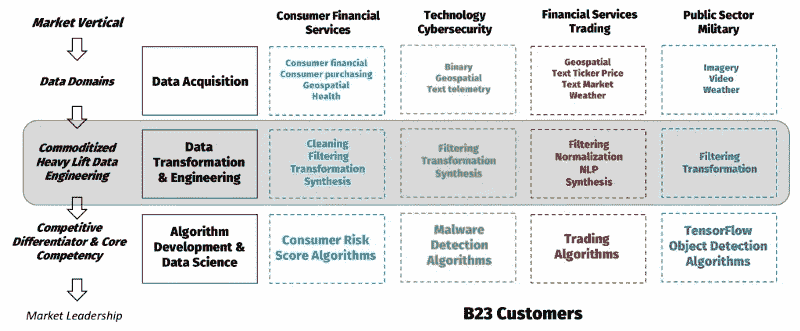 Market Vertical
Consumer Financial
Services
Technology
Cybersecurity
Financial Services
Trading
Public Sector
Military
Data Domains
Data Acquisition
Consumer financial
Consumer purchasing
Geospatial
Health
Binary
Geospatial
Text telemetry
Geospatial
Text Ticker Price
Text Market
Weather
Imagery
Video
Weather
Commoditized
Heavy Lift Data
Engineering
Data
Transformation
& Engineering
Cleaning
Filtering
Transformation
Synthesis
Filtering
Transformation
Synthesis
Filtering
Normalization
NLP
Synthesis
Filtering
Transformation
Competitive
Differentiator & Core
Competency
Algorithm
Development &
Data Science
Consumer Risk
Score Algorithms
Malware
Detection
Algorithms
Trading
Algorithms
TensorFlow
Object Detection
Algorithms
Market Leadership
B23 Customers